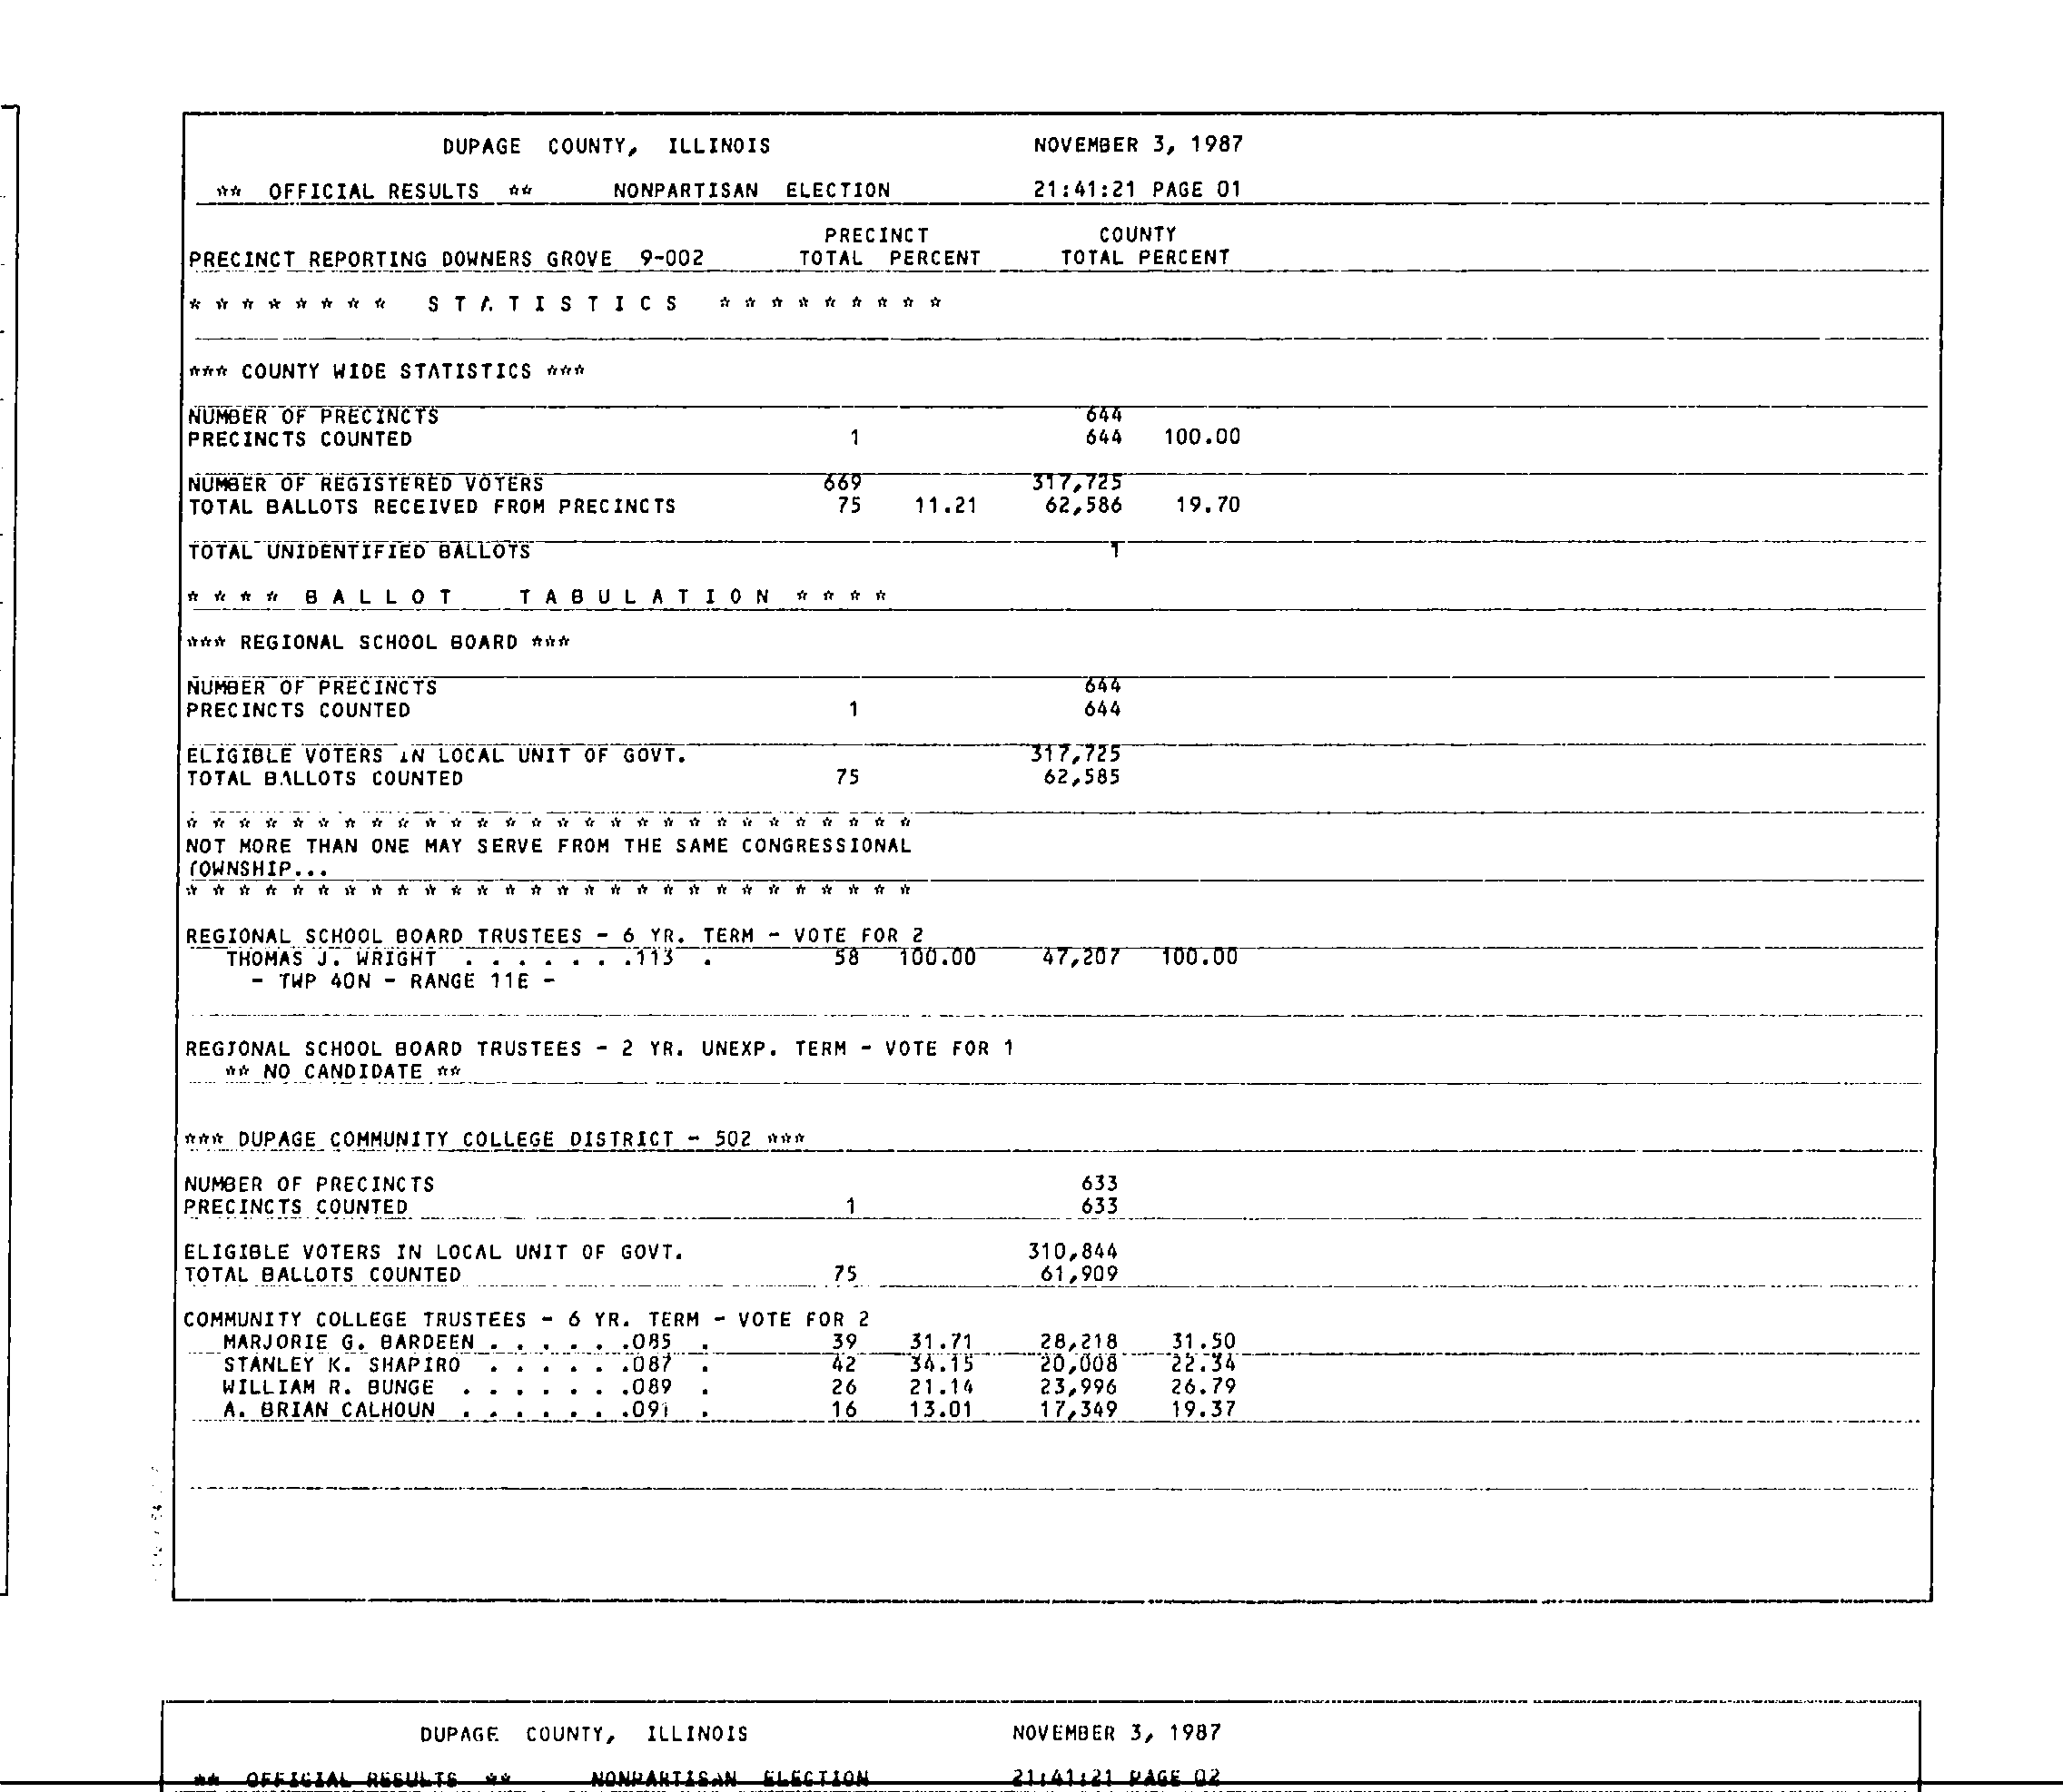 DUPAGE COUNTY, ILLINOIS NOVEMBER 3, 1987
** OFFICIAL RESULTS ** NONPARTISAN ELECTION 21:41:21 PAGE 01
PRECINCT COUNTY
PRECINCT REPORTING DOWNERS GROVE 9-002 TOTAL PERCENT TOTAL PERCENT
* * * * * * * * S T A T I S T I C S * * * * * * * * *
*** COUNTY WIDE STATISTICS ***
NUMBER OF PRECINCTS 644
PRECINCTS COUNTED 1 644 100.00
NUMBER OF REGISTERED VOTERS 669 317,725
TOTAL BALLOTS RECEIVED FROM PRECINCTS 75 11.21 62,586 19.70
TOTAL UNIDENTIFIED BALLOTS 1
* * * * B A L L O T T A B U L A T I O N * * * *
*** REGIONAL SCHOOL BOARD ***
NUMBER OF PRECINCTS 644
PRECINCTS COUNTED 1 644
ELIGIBLE VOTERS IN LOCAL UNIT OF GOVT. 317,725
TOTAL BALLOTS COUNTED 75 62,585
* * * * * * * * * * * * * * * * * * * * * * * * * * * *
NOT MORE THAN ONE MAY SERVE FROM THE SAME CONGRESSIONAL
TOWNSHIP...
* * * * * * * * * * * * * * * * * * * * * * * * * * * *
REGIONAL SCHOOL BOARD TRUSTEES - 6 YR. TERM - VOTE FOR 2
THOMAS J. WRIGHT . . . . . . .113 . 58 100.00 47,207 100.00
- TWP 40N - RANGE 11E -
REGIONAL SCHOOL BOARD TRUSTEES - 2 YR. UNEXP. TERM - VOTE FOR 1
** NO CANDIDATE **
*** DUPAGE COMMUNITY COLLEGE DISTRICT - 502 ***
NUMBER OF PRECINCTS 633
PRECINCTS COUNTED 1 633
ELIGIBLE VOTERS IN LOCAL UNIT OF GOVT. 310,844
TOTAL BALLOTS COUNTED 75 61,909
COMMUNITY COLLEGE TRUSTEES - 6 YR. TERM - VOTE FOR 2
MARJORIE G. BARDEEN . . . . . .085 . 39 31.71 28,218 31.50
STANLEY K. SHAPIRO . . . . . .087 . 42 34.15 20,008 22.34
WILLIAM R. BUNGE . . . . . . .089 . 26 21.14 23,996 26.79
A. BRIAN CALHOUN . . . . . . .091 . 16 13.01 17,349 19.37
DUPAGE COUNTY, ILLINOIS NOVEMBER 3, 1987
** OFFICIAL RESULTS ** NONPARTISAN ELECTION 21:41:21 PAGE 02